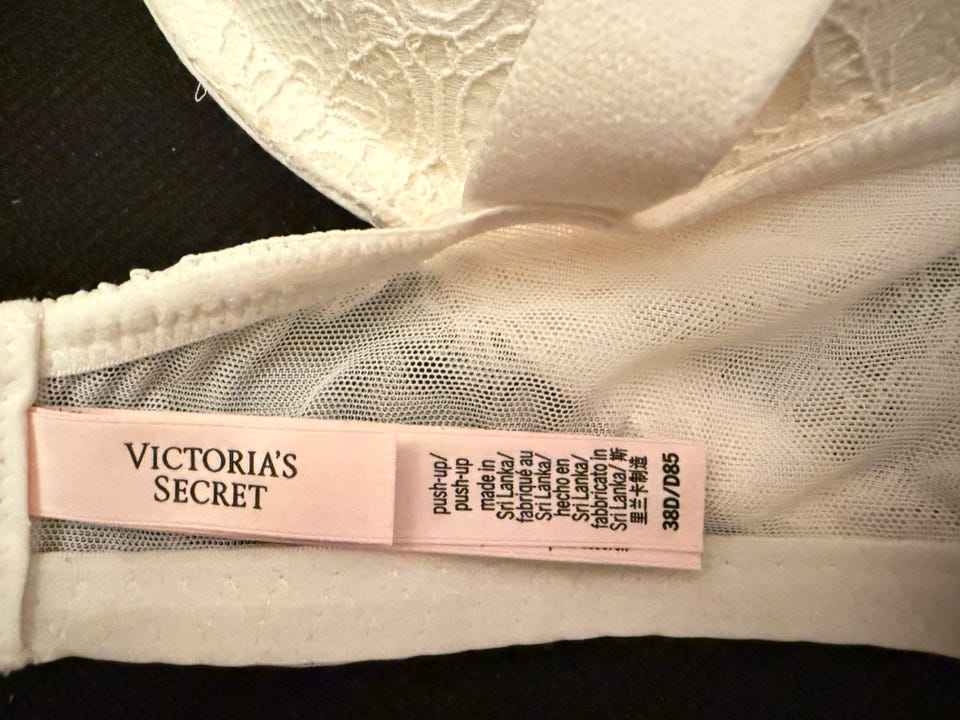 VICTORIA'S
SECRET
push-up/
push-up
made in
Sri Lanka/
fabriqué au
Sri Lanka/
hecho en
Sri Lanka/
fabbricato in
Sri Lanka/ 斯
里兰卡制造
38D/D85